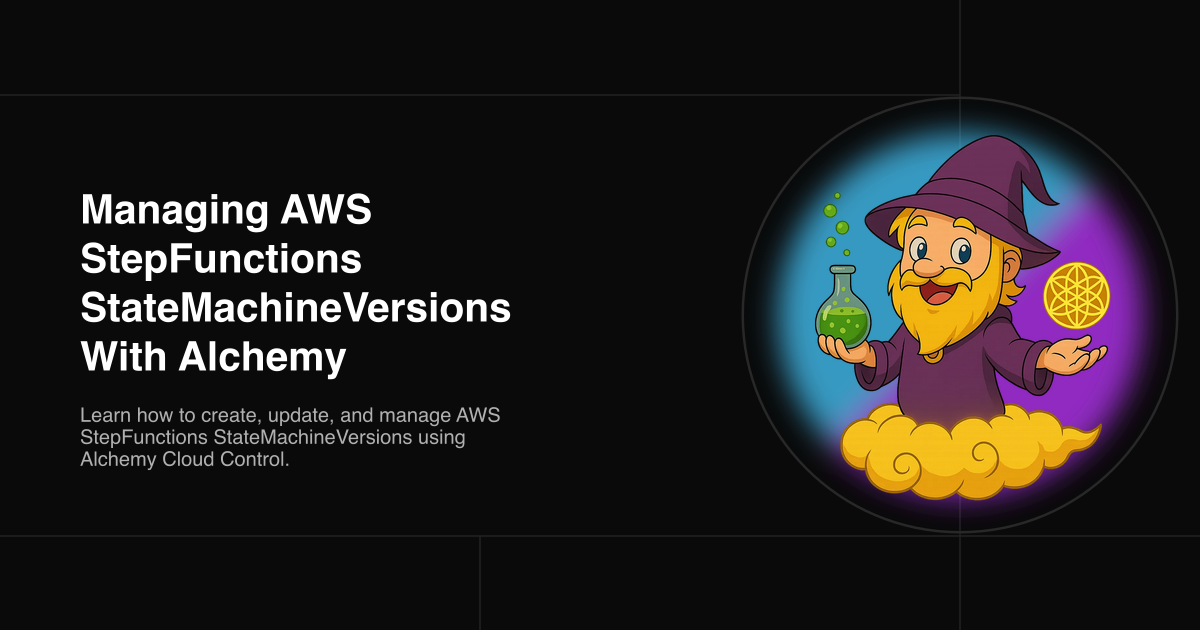 Managing AWS
StepFunctions
StateMachineVersions
With Alchemy
Learn how to create, update, and manage AWS
StepFunctions StateMachineVersions using
Alchemy Cloud Control.